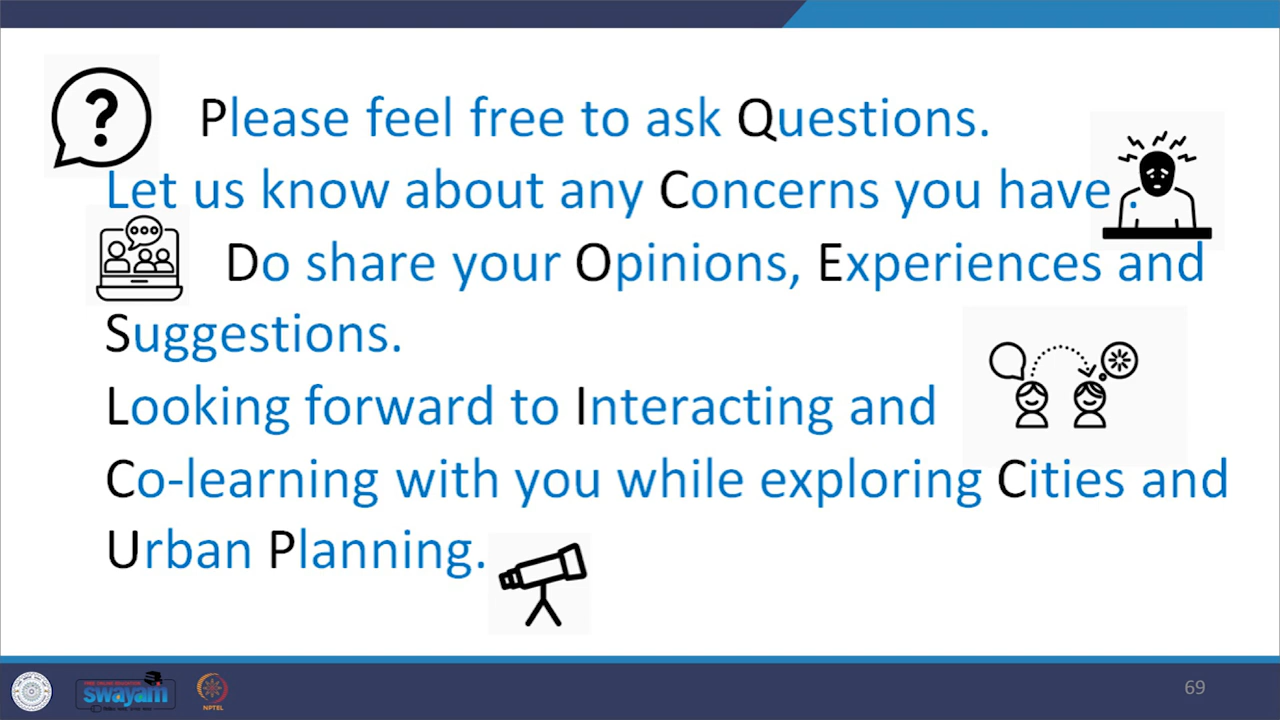 Please feel free to ask Questions.
Let us know about any Concerns you have .
Do share your Opinions, Experiences and
Suggestions.
Looking forward to Interacting and
Co-learning with you while exploring Cities and
Urban Planning.
swayam
NPTEL
69